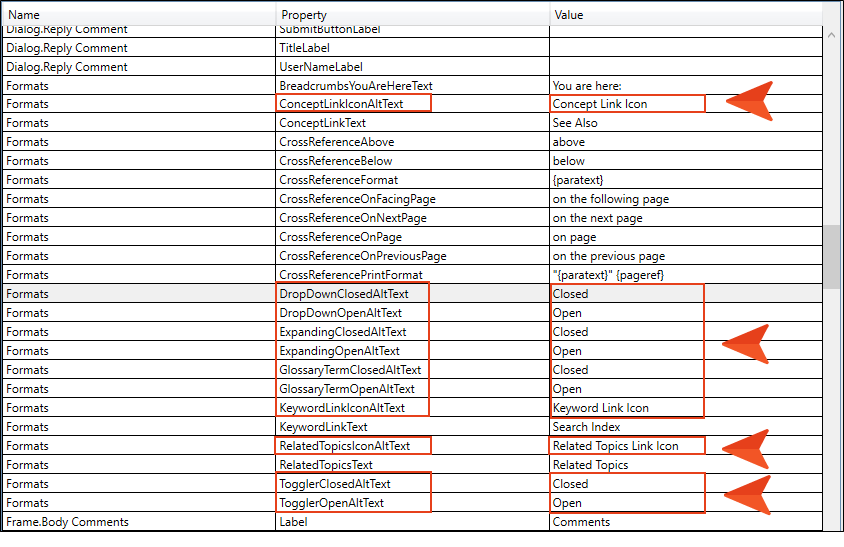 Name Property Value
Dialog.Reply Comment SubmitButtonLabel
Dialog.Reply Comment TitleLabel
Dialog.Reply Comment UserNameLabel
Formats BreadcrumbsYouAreHereText You are here:
Formats ConceptLinkIconAltText Concept Link Icon
Formats ConceptLinkText See Also
Formats CrossReferenceAbove above
Formats CrossReferenceBelow below
Formats CrossReferenceFormat {paratext}
Formats CrossReferenceOnFacingPage on the following page
Formats CrossReferenceOnNextPage on the next page
Formats CrossReferenceOnPage on page
Formats CrossReferenceOnPreviousPage on the previous page
Formats CrossReferencePrintFormat "{paratext}" {pageref}
Formats DropDownClosedAltText Closed
Formats DropDownOpenAltText Open
Formats ExpandingClosedAltText Closed
Formats ExpandingOpenAltText Open
Formats GlossaryTermClosedAltText Closed
Formats GlossaryTermOpenAltText Open
Formats KeywordLinkIconAltText Keyword Link Icon
Formats KeywordLinkText Search Index
Formats RelatedTopicsIconAltText Related Topics Link Icon
Formats RelatedTopicsText Related Topics
Formats TogglerClosedAltText Closed
Formats TogglerOpenAltText Open
Frame.Body Comments Label Comments